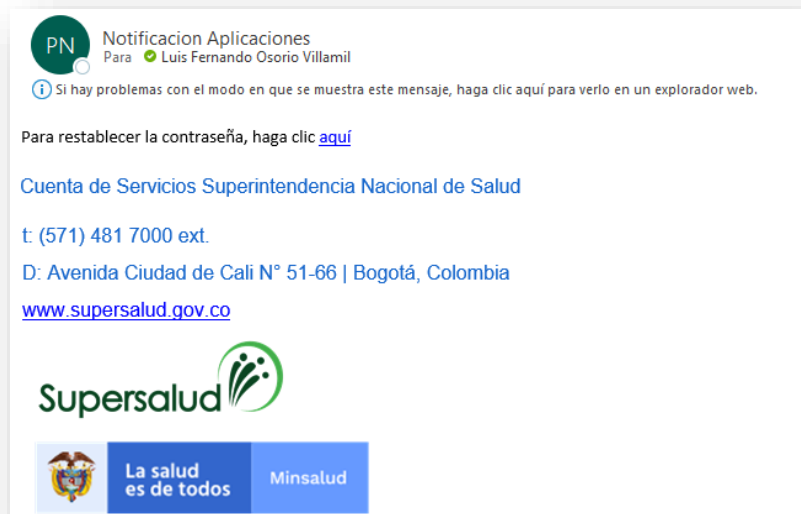 PN
Notificacion Aplicaciones
Para Luis Fernando Osorio Villamil
i Si hay problemas con el modo en que se muestra este mensaje, haga clic aquí para verlo en un explorador web.
Para restablecer la contraseña, haga clic aquí
Cuenta de Servicios Superintendencia Nacional de Salud
t: (571) 481 7000 ext.
D: Avenida Ciudad de Cali N° 51-66 | Bogotá, Colombia
www.supersalud.gov.co
Supersalud
La salud
es de todos
Minsalud